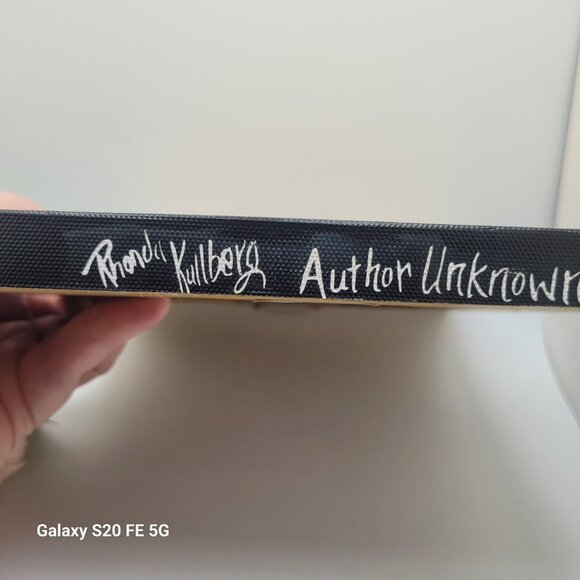 Rhonda Kullberg Author Unknown
Galaxy S20 FE 5G